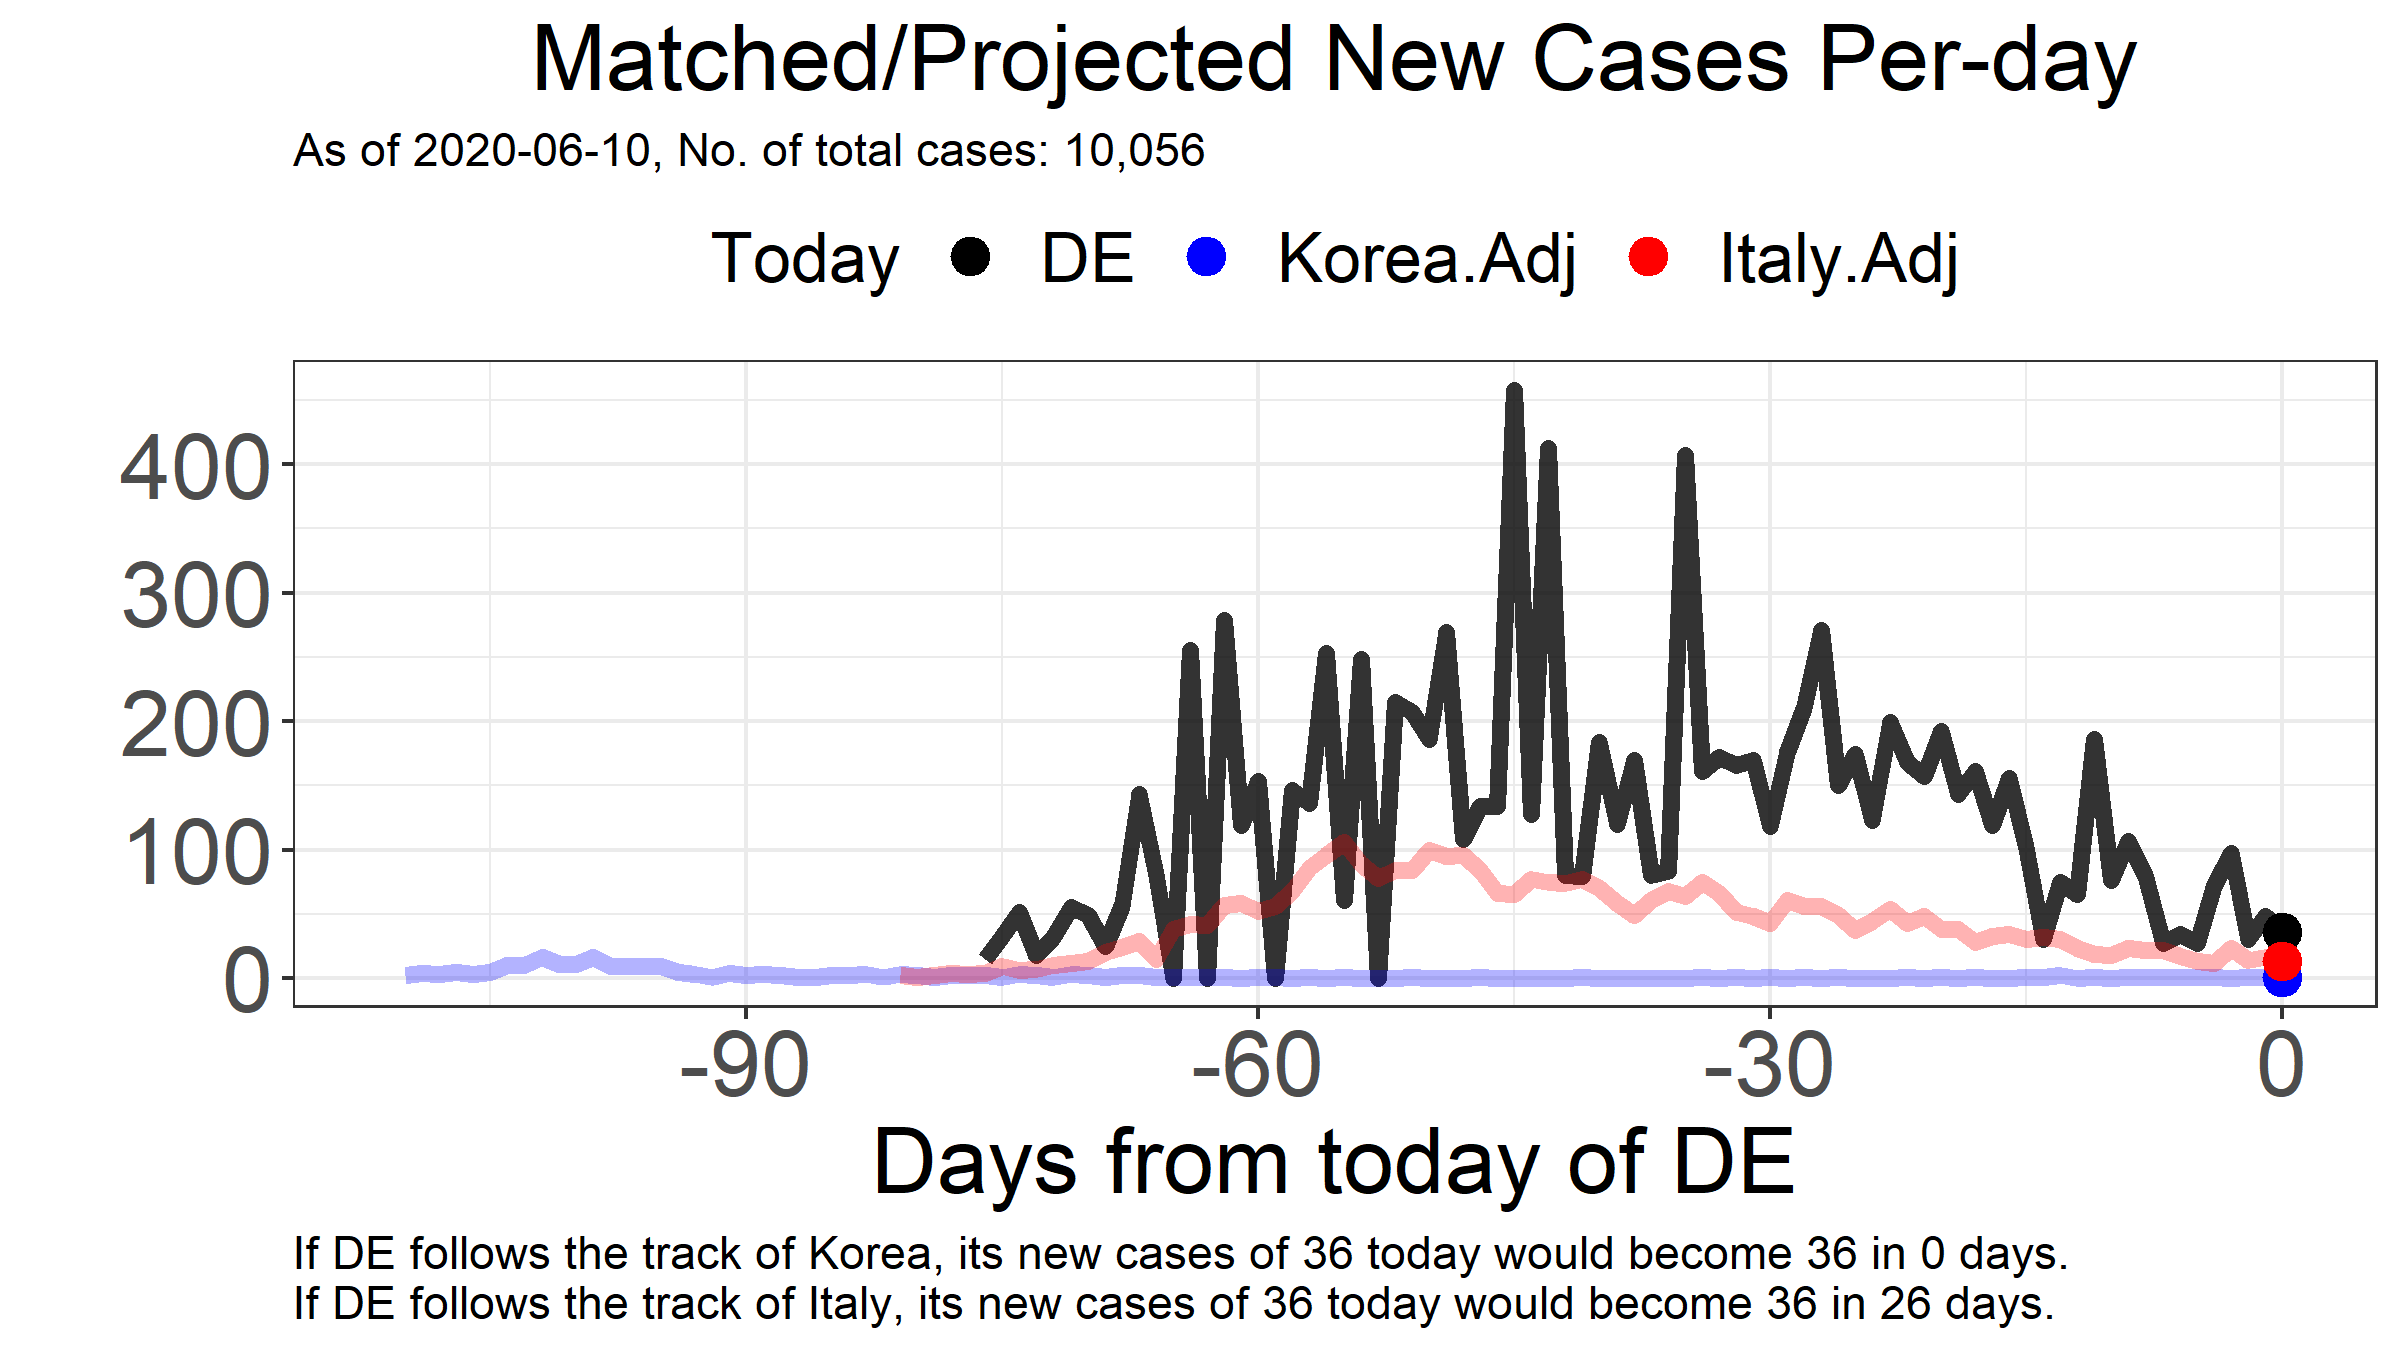 Matched/Projected New Cases Per-day
As of 2020-06-10, No. of total cases: 10,056
Today DE Korea.Adj Italy.Adj
400
300
200
100
0
-90 -60 -30 0
Days from today of DE
If DE follows the track of Korea, its new cases of 36 today would become 36 in 0 days.
If DE follows the track of Italy, its new cases of 36 today would become 36 in 26 days.